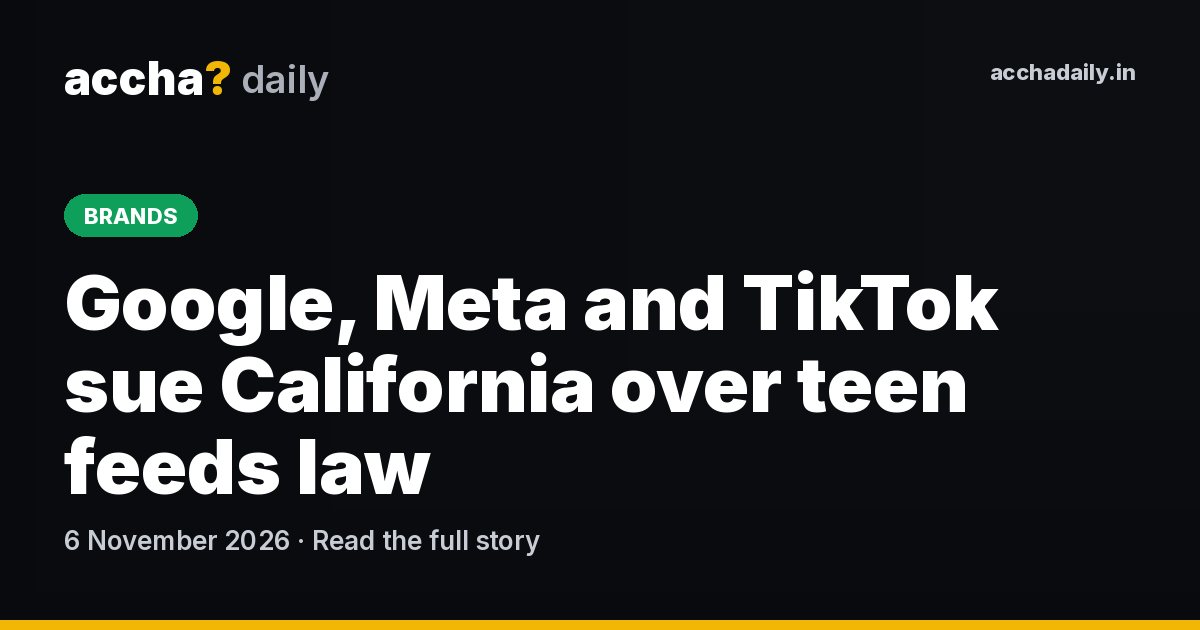 accha? daily
acchadaily.in
BRANDS
Google, Meta and TikTok
sue California over teen
feeds law
6 November 2026 · Read the full story